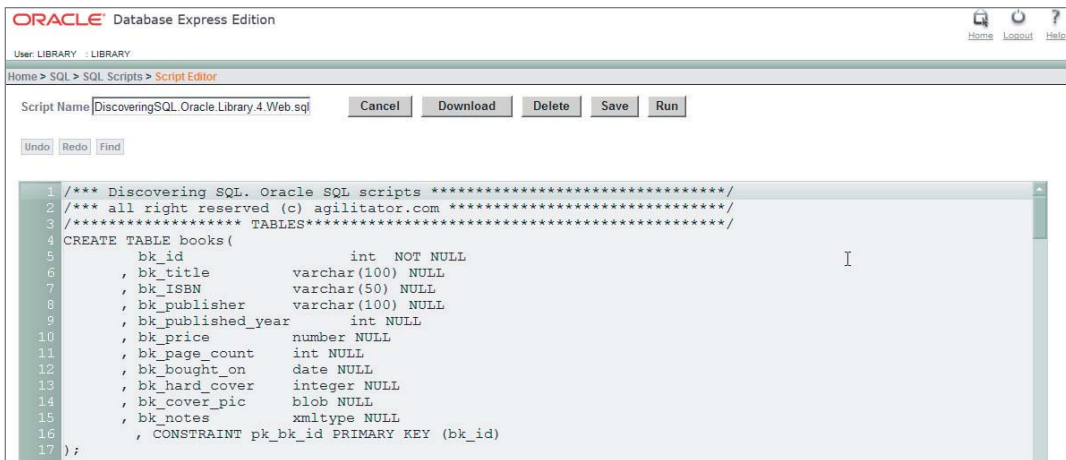 ORACLE Database Express Edition
Home Logout Help
User: LIBRARY : LIBRARY
Home > SQL > SQL Scripts > Script Editor
Script Name DiscoveringSQL.Oracle.Library.4.Web.sql Cancel Download Delete Save Run
Undo Redo Find
1 /*** Discovering SQL. Oracle SQL scripts **********************************/
2 /*** all right reserved (c) agilitator.com ********************************/
3 /******************* TABLES************************************************/
4 CREATE TABLE books(
5 bk_id int NOT NULL
6 , bk_title varchar(100) NULL
7 , bk_ISBN varchar(50) NULL
8 , bk_publisher varchar(100) NULL
9 , bk_published_year int NULL
10 , bk_price number NULL
11 , bk_page_count int NULL
12 , bk_bought_on date NULL
13 , bk_hard_cover integer NULL
14 , bk_cover_pic blob NULL
15 , bk_notes xmltype NULL
16 , CONSTRAINT pk_bk_id PRIMARY KEY (bk_id)
17 );